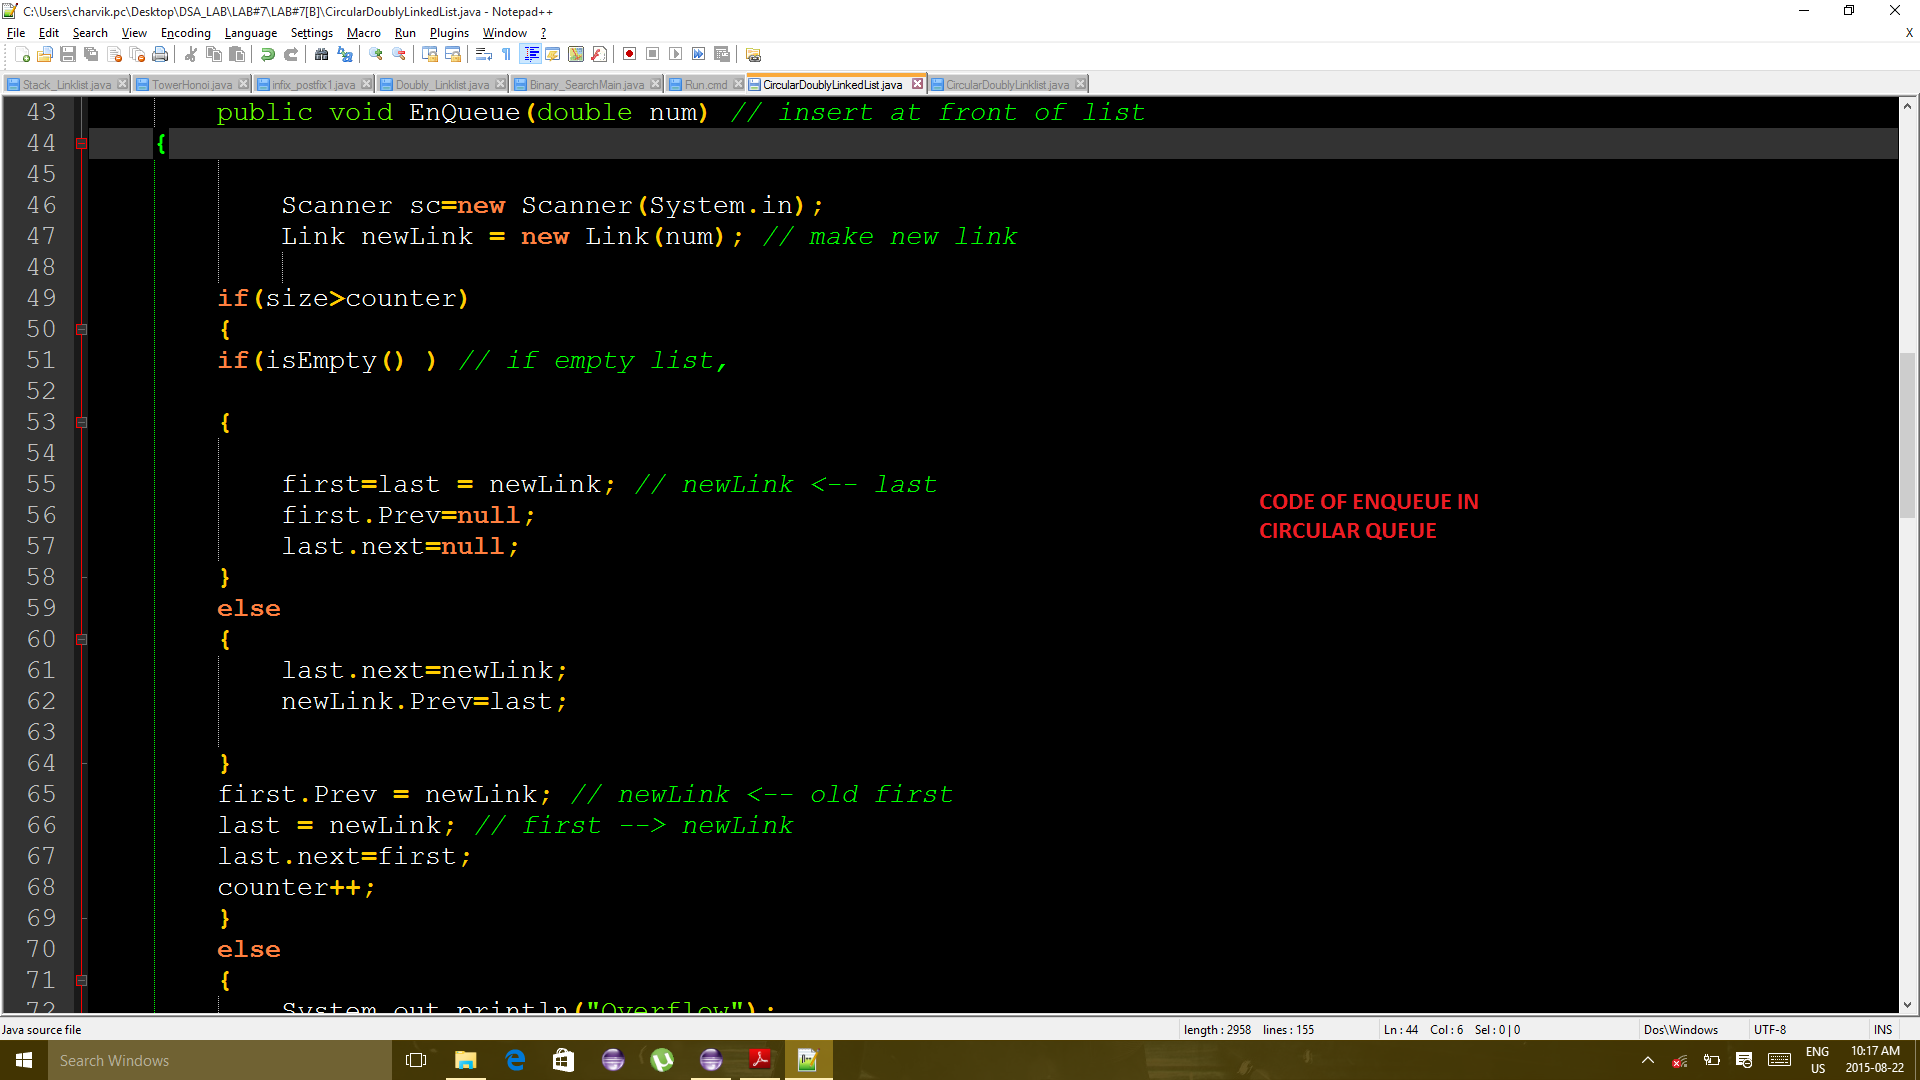 C:\Users\charvik.pc\Desktop\DSA_LAB\LAB#7\LAB#7[B]\CircularDoublyLinkedList.java - Notepad++
File Edit Search View Encoding Language Settings Macro Run Plugins Window ? X
Stack_Linklist.java TowerHonoi.java infix_postfix1.java Doubly_Linklist.java Binary_SearchMain.java Run.cmd CircularDoublyLinkedList.java CircularDoublyLinklist.java
43 public void EnQueue(double num) // insert at front of list
44 {
45
46 Scanner sc=new Scanner(System.in);
47 Link newLink = new Link(num); // make new link
48
49 if(size>counter)
50 {
51 if(isEmpty() ) // if empty list,
52
53 {
54
55 first=last = newLink; // newLink <-- last
56 first.Prev=null;
57 last.next=null;
58 }
59 else
60 {
61 last.next=newLink;
62 newLink.Prev=last;
63
64 }
65 first.Prev = newLink; // newLink <-- old first
66 last = newLink; // first --> newLink
67 last.next=first;
68 counter++;
69 }
70 else
71 {
72 System.out.println("Overflow");
CODE OF ENQUEUE IN
CIRCULAR QUEUE
Java source file length : 2958 lines : 155 Ln : 44 Col : 6 Sel : 0 | 0 Dos\Windows UTF-8 INS
Search Windows
ENG
US
10:17 AM
2015-08-22